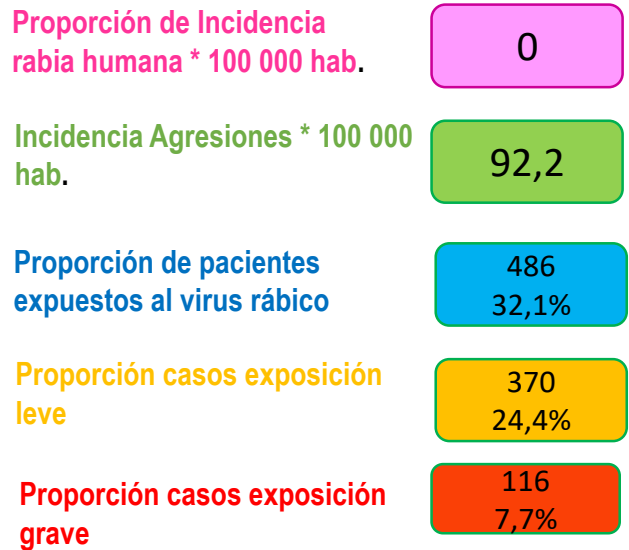 Proporción de Incidencia
rabia humana * 100 000 hab.
0
Incidencia Agresiones * 100 000
hab.
92,2
Proporción de pacientes
expuestos al virus rábico
486
32,1%
Proporción casos exposición
leve
370
24,4%
Proporción casos exposición
grave
116
7,7%